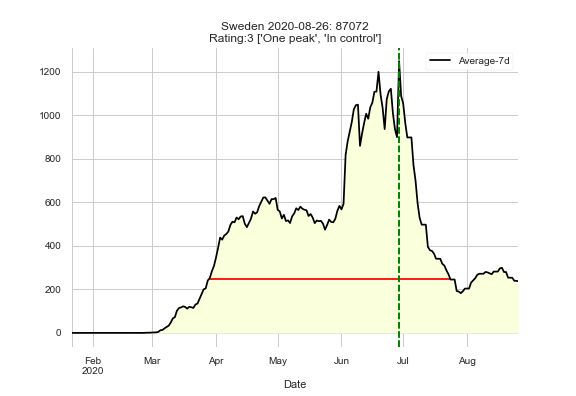 Sweden 2020-08-26: 87072
Rating:3 ['One peak', 'In control']
Average-7d
1200
1000
800
600
400
200
0
Feb Mar Apr May Jun Jul Aug
2020
Date